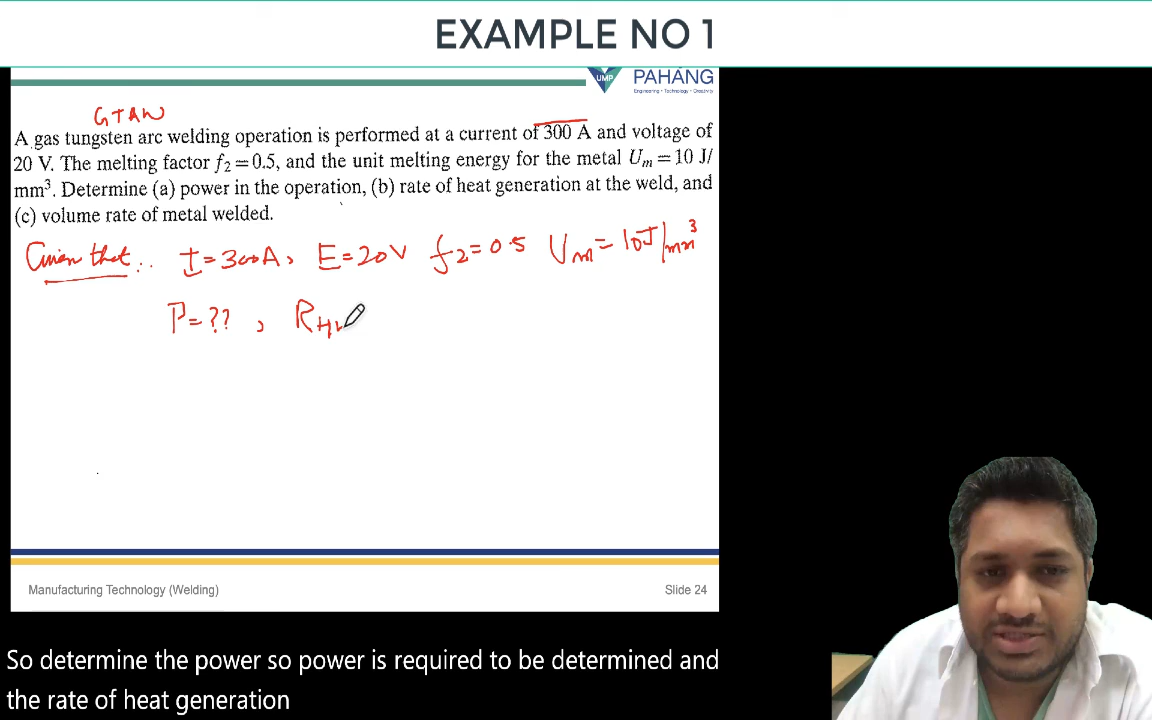 EXAMPLE NO 1
UMP PAHANG
Engineering • Technology • Creativity
GTAW
A gas tungsten arc welding operation is performed at a current of 300 A and voltage of
20 V. The melting factor f₂ = 0.5, and the unit melting energy for the metal Uₘ = 10 J/
mm³. Determine (a) power in the operation, (b) rate of heat generation at the weld, and
(c) volume rate of metal welded.
Given that :. I = 300A, E = 20V f₂ = 0.5 Uₘ = 10J/mm³
P = ?? , R
Manufacturing Technology (Welding) Slide 24
So determine the power so power is required to be determined and
the rate of heat generation